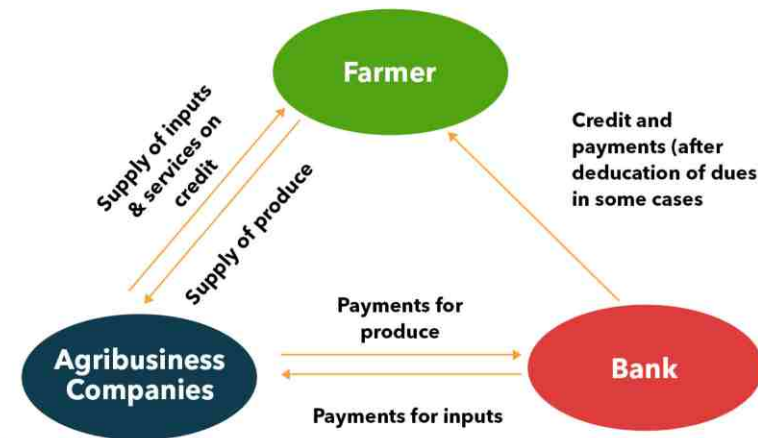 Farmer
Supply of inputs
& services on
credit
Supply of produce
Credit and
payments (after
deducation of dues
in some cases
Payments for
produce
Agribusiness
Companies
Bank
Payments for inputs